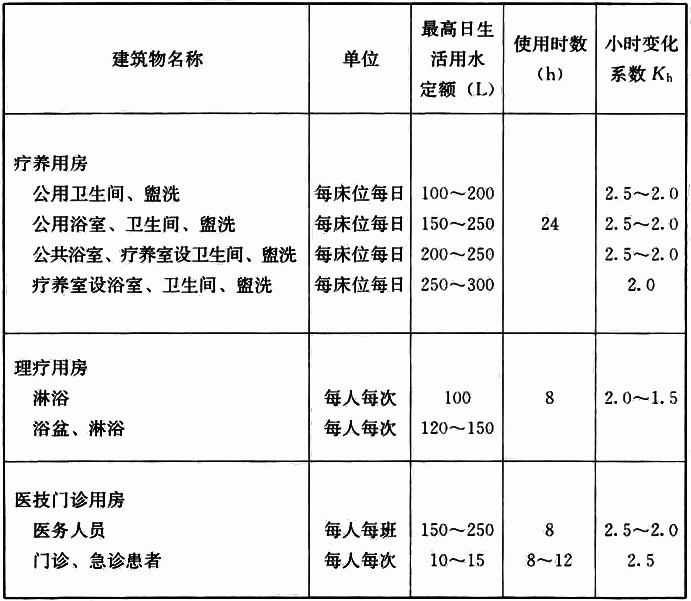 建筑物名称 单位 最高日生活用水定额（L） 使用时数（h） 小时变化系数 Kh
疗养用房
公用卫生间、盥洗 每床位每日 100～200 2.5～2.0
公用浴室、卫生间、盥洗 每床位每日 150～250 24 2.5～2.0
公共浴室、疗养室设卫生间、盥洗 每床位每日 200～250 2.5～2.0
疗养室设浴室、卫生间、盥洗 每床位每日 250～300 2.0
理疗用房
淋浴 每人每次 100 8 2.0～1.5
浴盆、淋浴 每人每次 120～150
医技门诊用房
医务人员 每人每班 150～250 8 2.5～2.0
门诊、急诊患者 每人每次 10～15 8～12 2.5